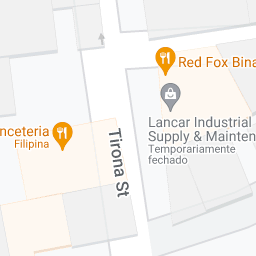 Red Fox Bina
Lancar Industrial
Supply & Mainten
Temporariamente
fechado
nceteria
Filipina
Tirona St